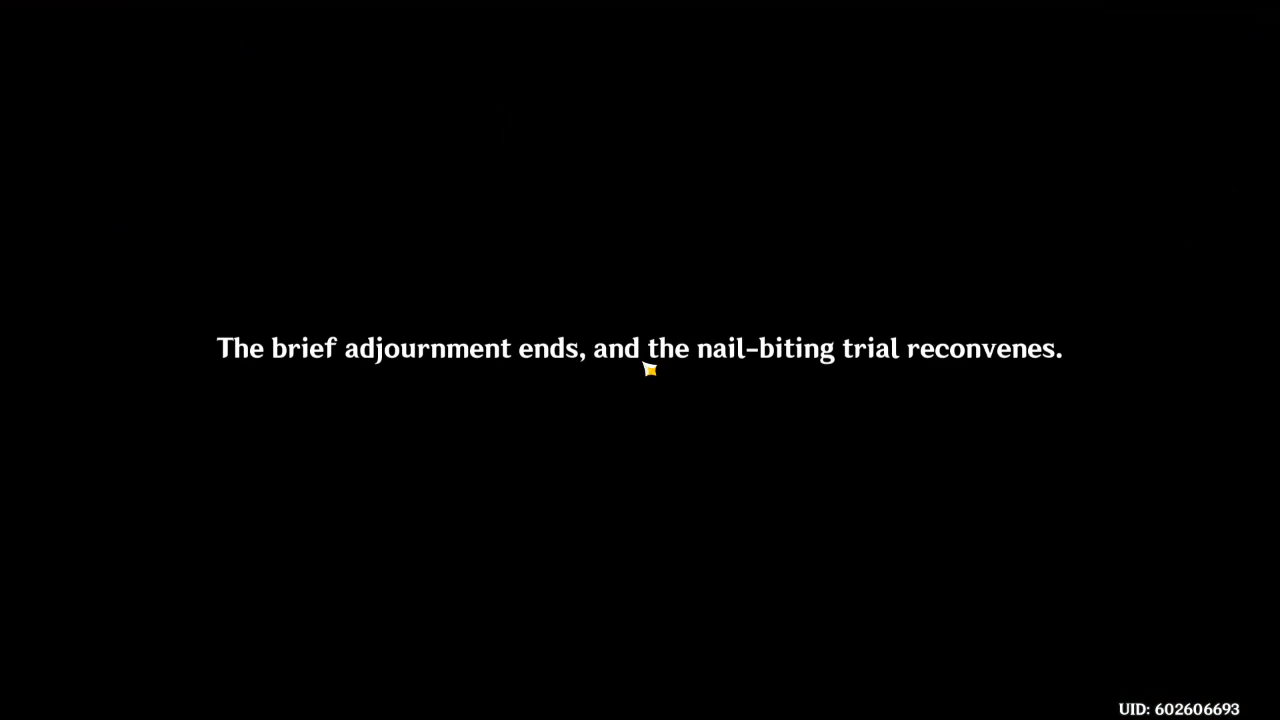 The brief adjournment ends, and the nail-biting trial reconvenes.
UID: 602606693